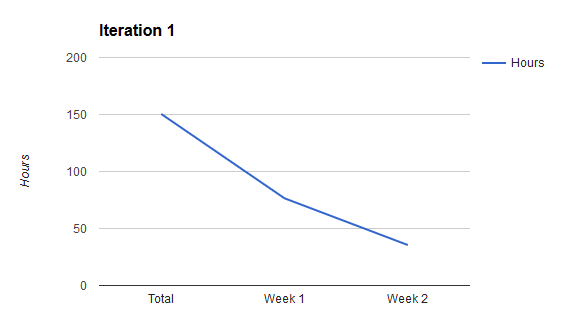 Iteration 1
200
Hours
150
100
50
0
Hours
Total Week 1 Week 2